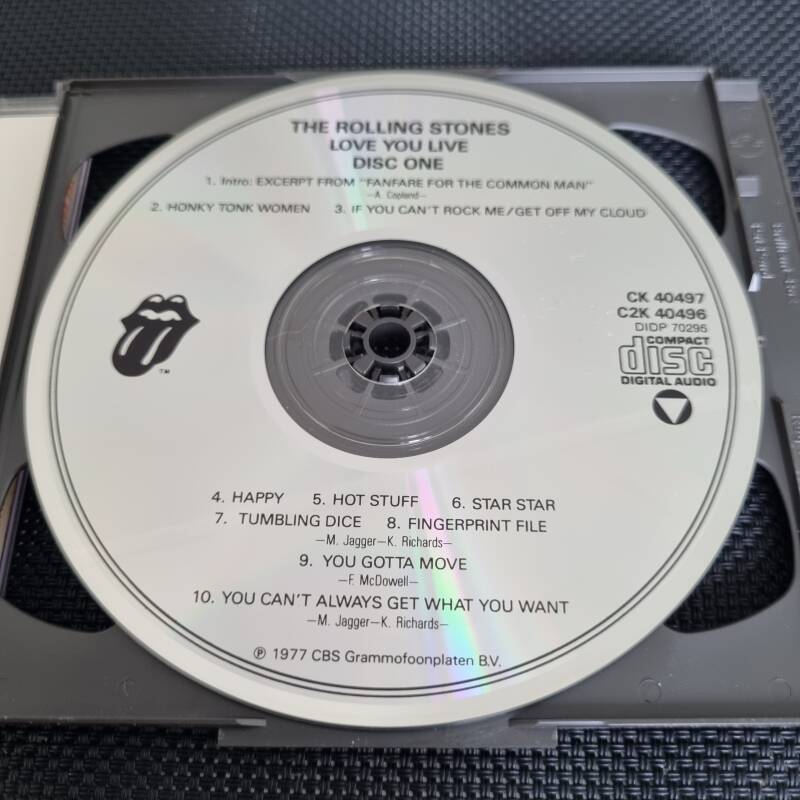 THE ROLLING STONES
LOVE YOU LIVE
DISC ONE
1. Intro: EXCERPT FROM "FANFARE FOR THE COMMON MAN"
—A. Copland—
2. HONKY TONK WOMEN 3. IF YOU CAN'T ROCK ME/GET OFF MY CLOUD
TM
CK 40497
C2K 40496
DIDP 70295
COMPACT
disc
DIGITAL AUDIO
4. HAPPY 5. HOT STUFF 6. STAR STAR
7. TUMBLING DICE 8. FINGERPRINT FILE
—M. Jagger—K. Richards—
9. YOU GOTTA MOVE
—F. McDowell—
10. YOU CAN'T ALWAYS GET WHAT YOU WANT
—M. Jagger—K. Richards—
℗ 1977 CBS Grammofoonplaten B.V.